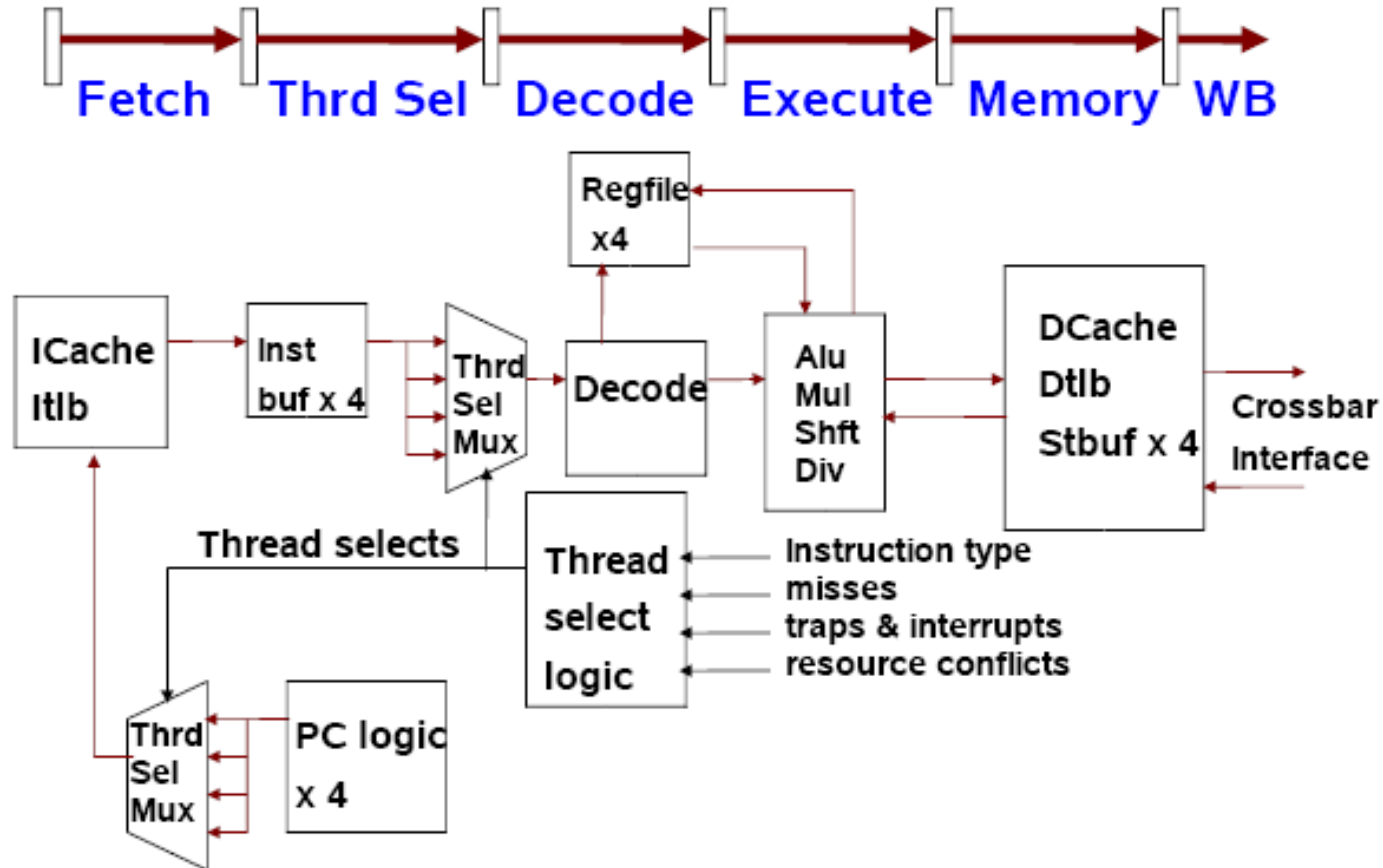 Fetch Thrd Sel Decode Execute Memory WB
Regfile
x4
ICache
Itlb
Inst
buf x 4
Thrd
Sel
Mux
Decode
Alu
Mul
Shft
Div
DCache
Dtlb
Stbuf x 4
Crossbar
Interface
Thread selects
Thread
select
logic
Instruction type
misses
traps & interrupts
resource conflicts
Thrd
Sel
Mux
PC logic
x 4